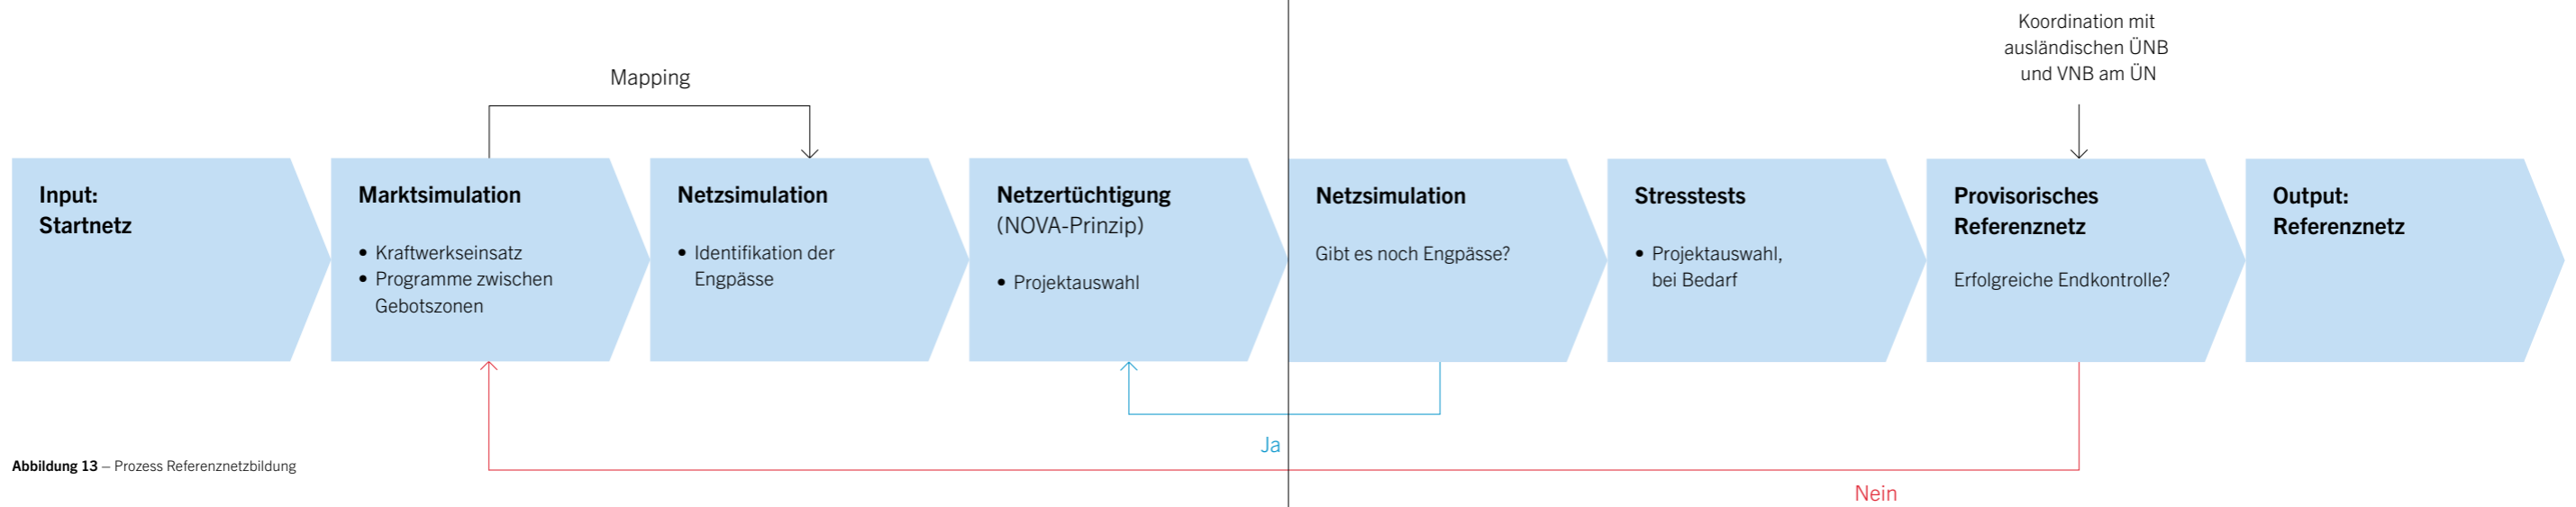 Koordination mit
ausländischen ÜNB
und VNB am ÜN
Mapping
Input:
Startnetz
Marktsimulation
• Kraftwerkseinsatz
• Programme zwischen
Gebotszonen
Netzsimulation
• Identifikation der
Engpässe
Netzertüchtigung
(NOVA-Prinzip)
• Projektauswahl
Netzsimulation
Gibt es noch Engpässe?
Stresstests
• Projektauswahl,
bei Bedarf
Provisorisches
Referenznetz
Erfolgreiche Endkontrolle?
Output:
Referenznetz
Ja
Nein
Abbildung 13 – Prozess Referenznetzbildung